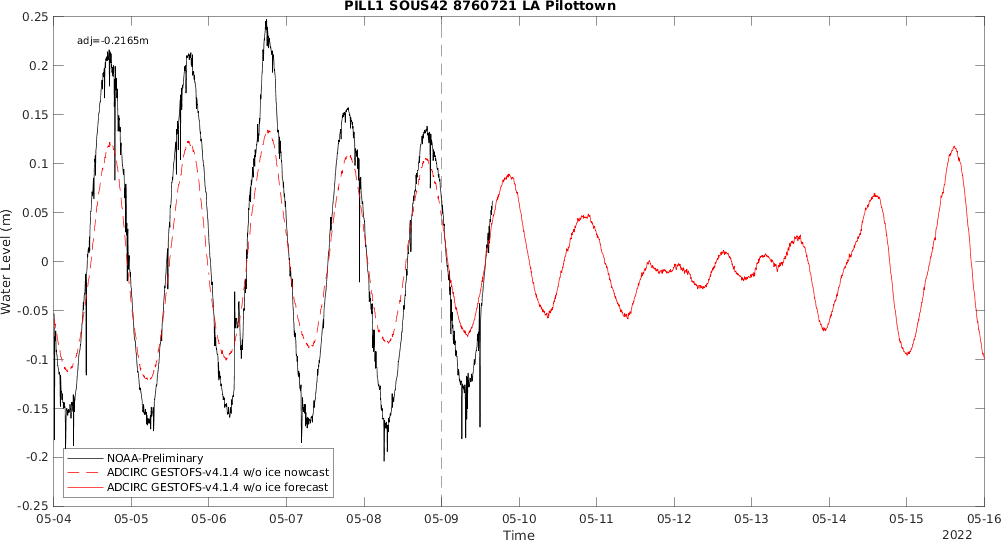 PILL1 SOUS42 8760721 LA Pilottown
adj=-0.2165m
0.25
0.2
0.15
0.1
0.05
0
-0.05
-0.1
-0.15
-0.2
-0.25
Water Level (m)
NOAA-Preliminary
ADCIRC GESTOFS-v4.1.4 w/o ice nowcast
ADCIRC GESTOFS-v4.1.4 w/o ice forecast
05-04 05-05 05-06 05-07 05-08 05-09 05-10 05-11 05-12 05-13 05-14 05-15 05-16
Time
2022